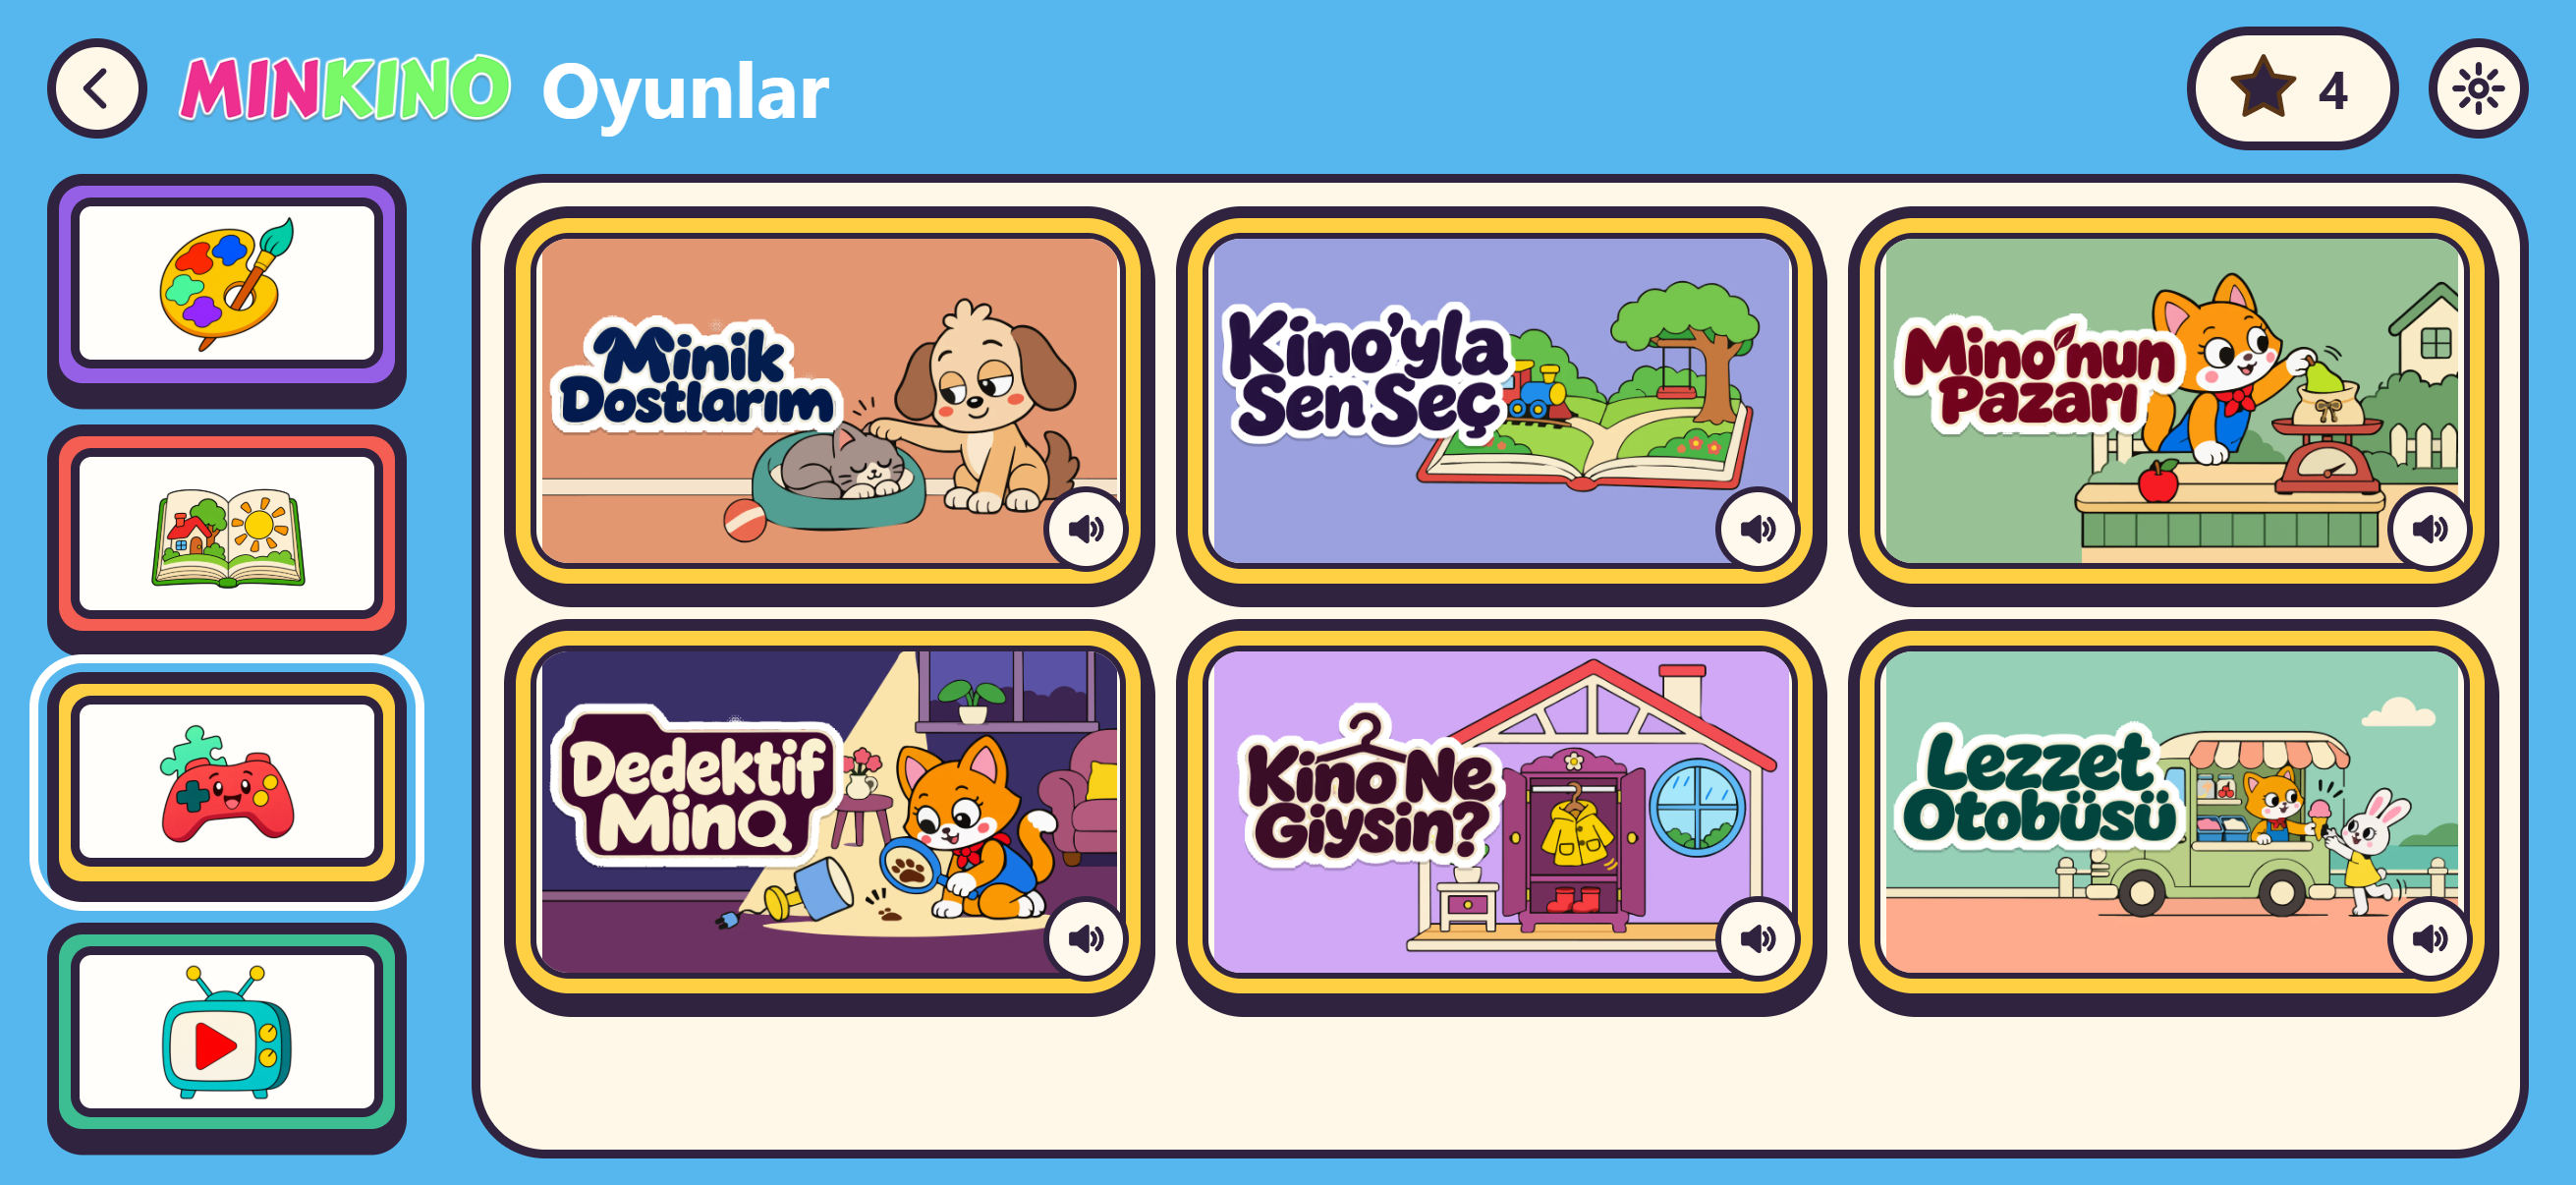 MINKINO Oyunlar
4
Minik
Dostlarım
Kino'yla
Sen Seç
Mino'nun
Pazarı
Dedektif
Mino
Kino Ne
Giysin?
Lezzet
Otobüsü